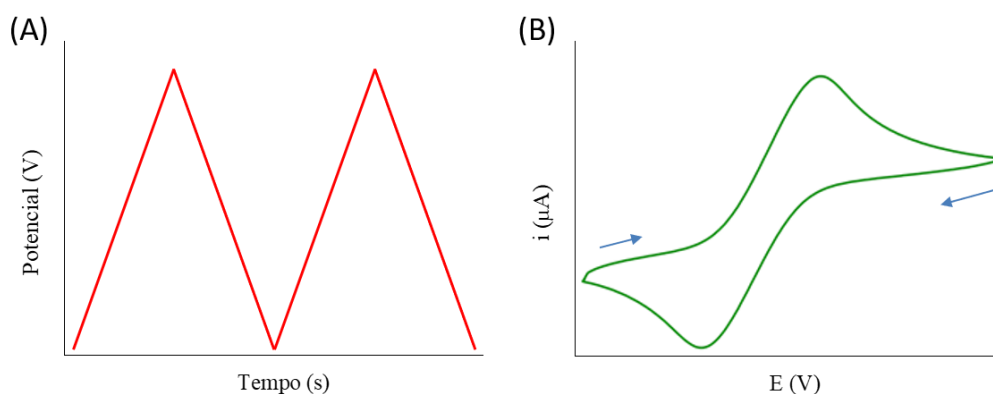 (A)
Potencial (V)
Tempo (s)
(B)
i (µA)
E (V)